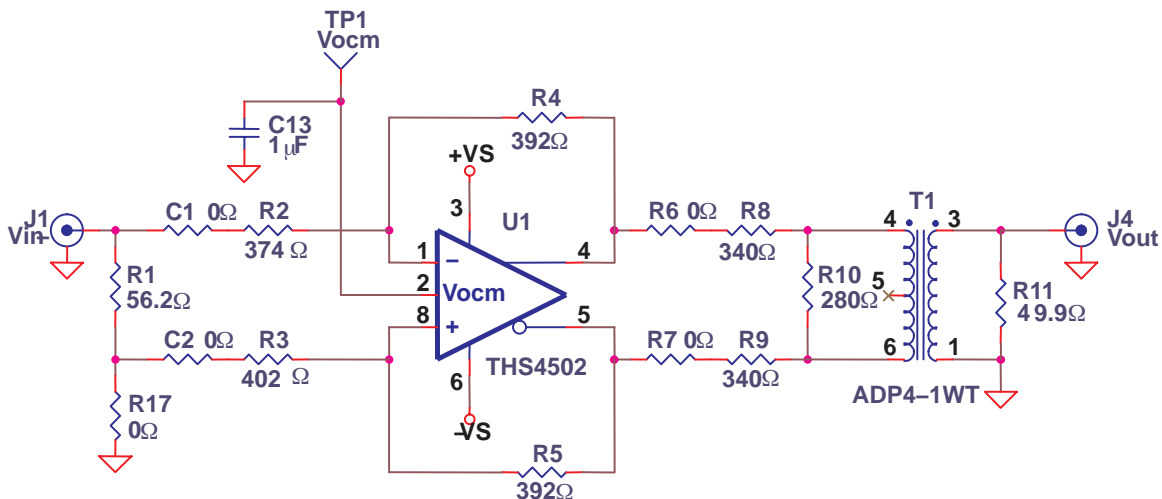 TP1
Vocm
C13
1 μF
R4
392Ω
+VS
3
U1
J1
Vin-
C1 0Ω
R2
374 Ω
R6 0Ω
R8
340Ω
T1
4
3
J4
Vout
1
2
Vocm
8
4
5
R1
56.2Ω
R10
280Ω
5
R11
49.9Ω
C2 0Ω
R3
402 Ω
THS4502
R7 0Ω
R9
340Ω
6
1
6
-VS
ADP4-1WT
R17
0Ω
R5
392Ω